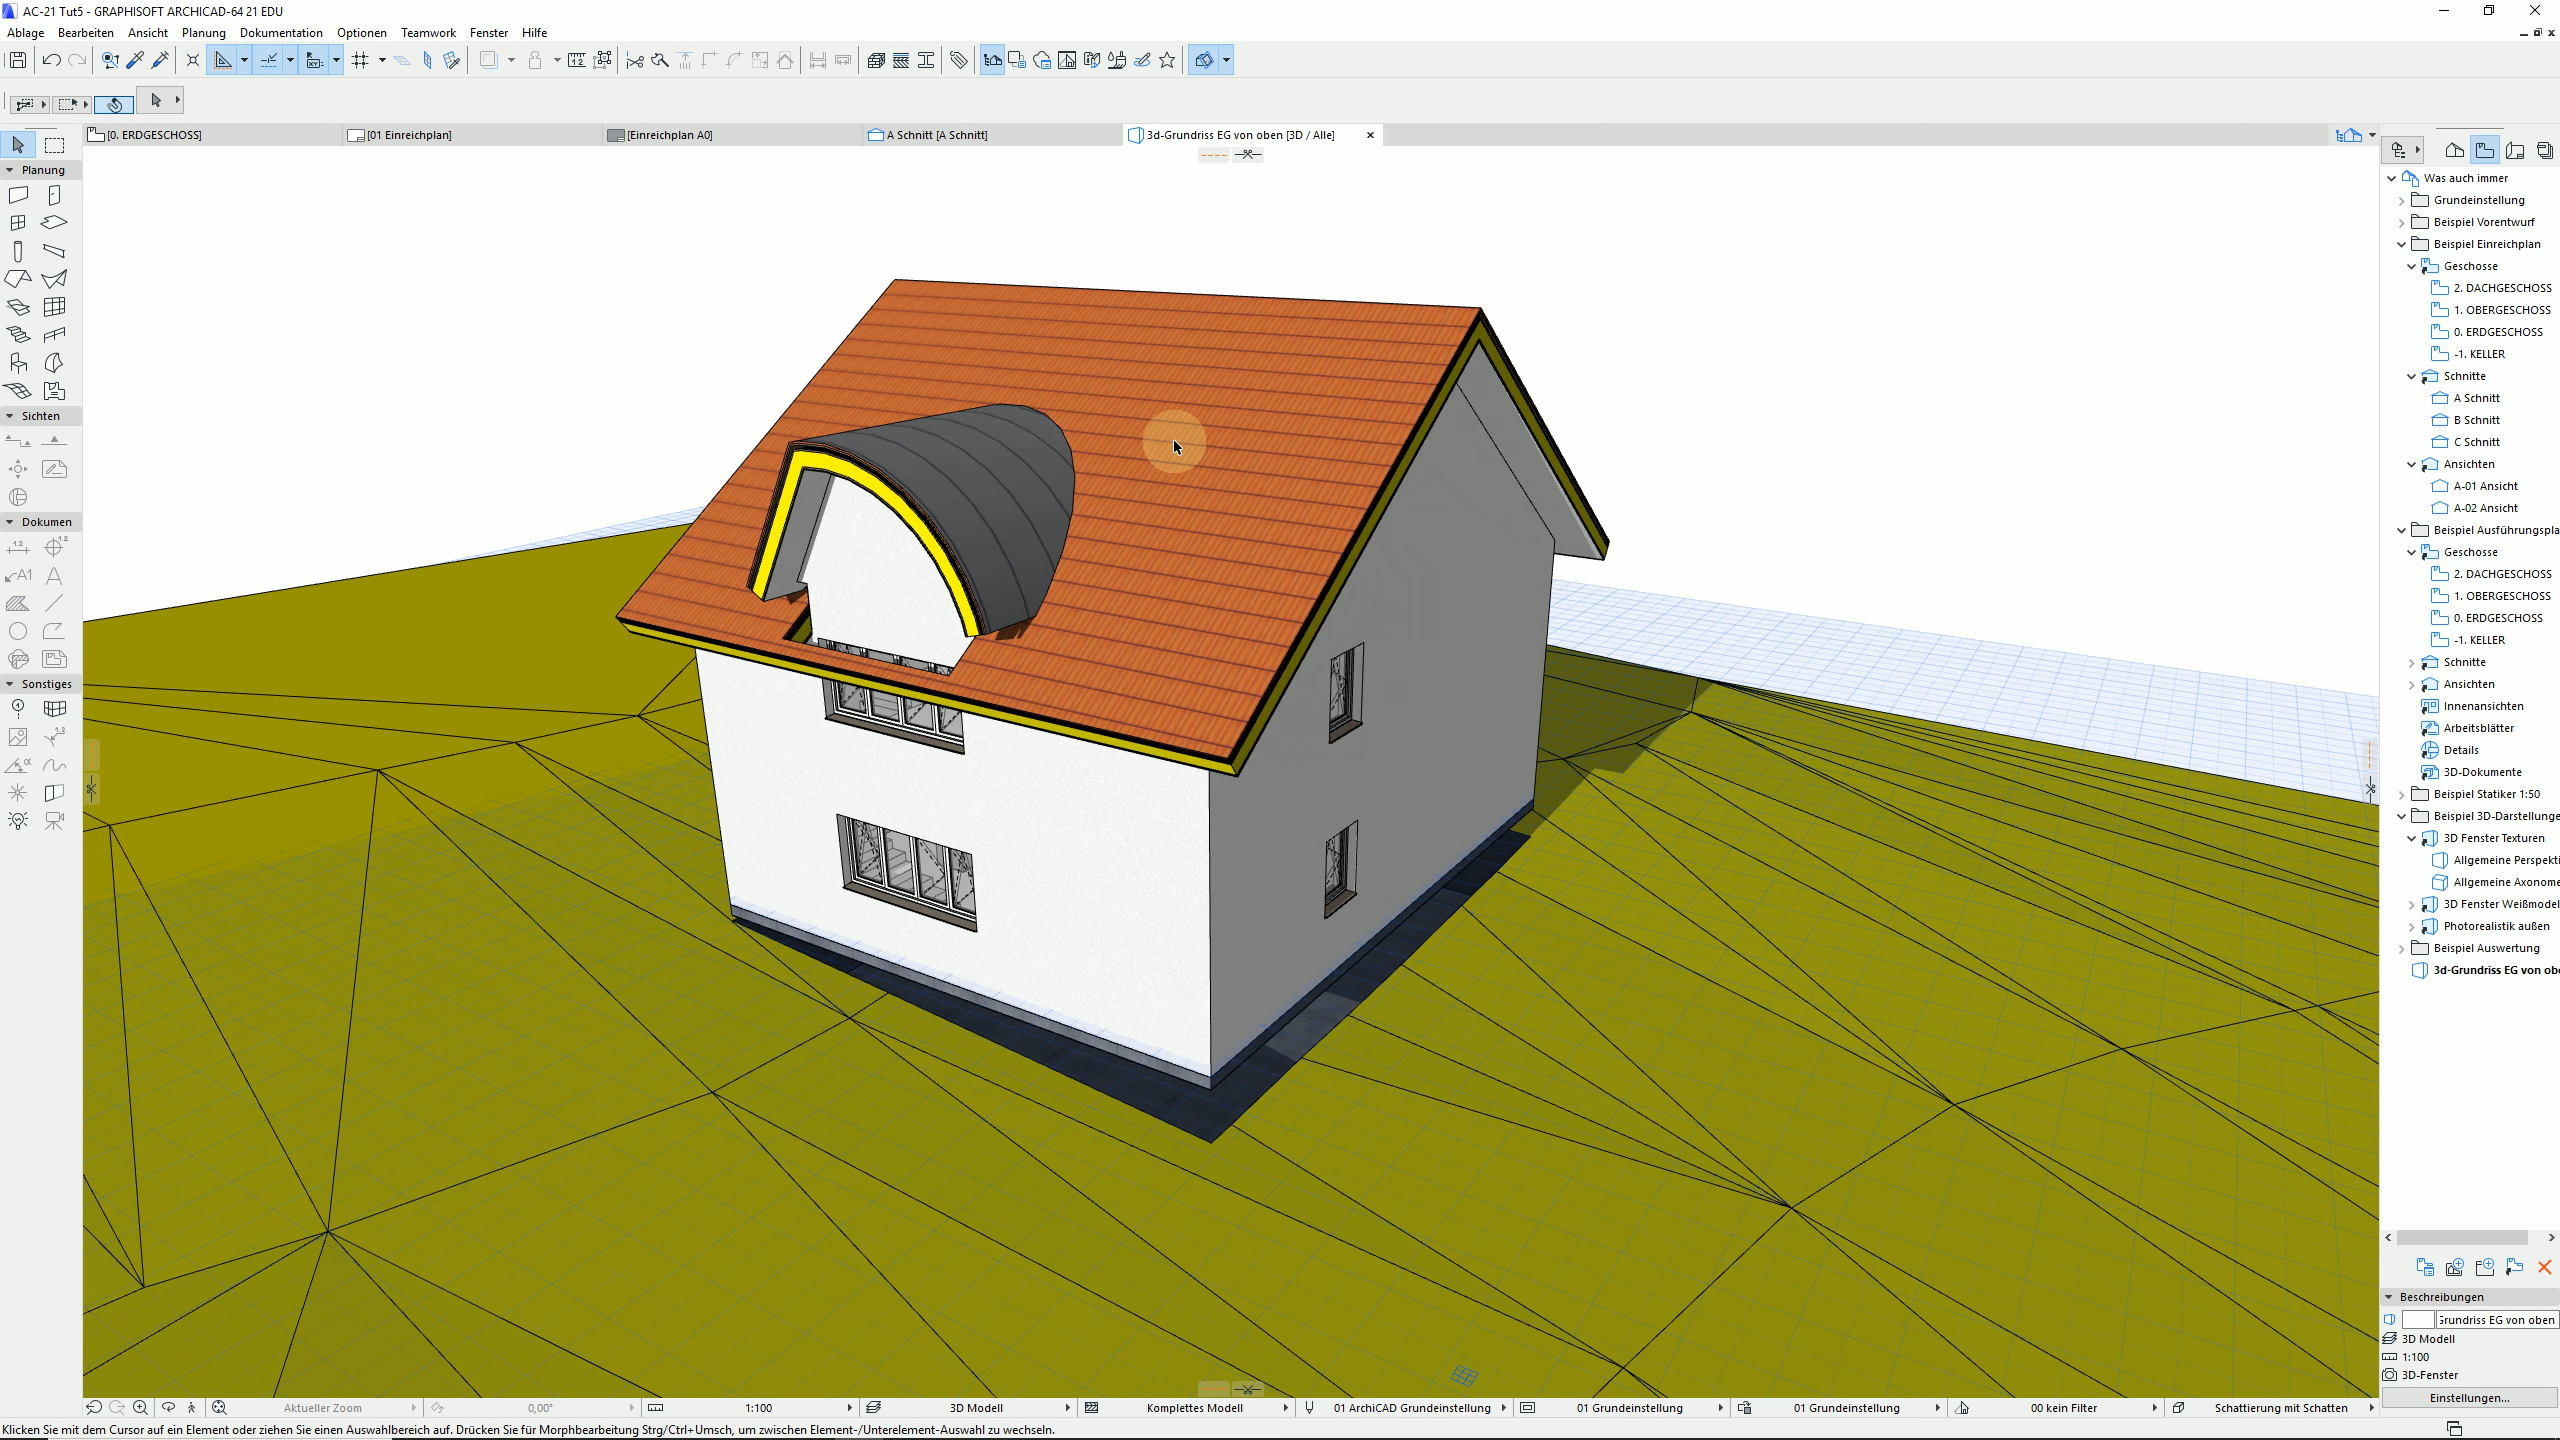 AC-21 Tut5 - GRAPHISOFT ARCHICAD-64 21 EDU
Ablage Bearbeiten Ansicht Planung Dokumentation Optionen Teamwork Fenster Hilfe
[0. ERDGESCHOSS] [01 Einreichplan] [Einreichplan A0] A Schnitt [A Schnitt] 3d-Grundriss EG von oben [3D / Alle]
Planung
Sichten
Dokumen
Sonstiges
Was auch immer
Grundeinstellung
Beispiel Vorentwurf
Beispiel Einreichplan
Geschosse
2. DACHGESCHOSS
1. OBERGESCHOSS
0. ERDGESCHOSS
-1. KELLER
Schnitte
A Schnitt
B Schnitt
C Schnitt
Ansichten
A-01 Ansicht
A-02 Ansicht
Beispiel Ausführungspla
Geschosse
2. DACHGESCHOSS
1. OBERGESCHOSS
0. ERDGESCHOSS
-1. KELLER
Schnitte
Ansichten
Innenansichten
Arbeitsblätter
Details
3D-Dokumente
Beispiel Statiker 1:50
Beispiel 3D-Darstellunge
3D Fenster Texturen
Allgemeine Perspekti
Allgemeine Axonome
3D Fenster Weißmodel
Photorealistik außen
Beispiel Auswertung
3d-Grundriss EG von obe
Beschreibungen
Grundriss EG von oben
3D Modell
1:100
3D-Fenster
Einstellungen...
Aktueller Zoom 0,00° 1:100 3D Modell Komplettes Modell 01 ArchiCAD Grundeinstellung 01 Grundeinstellung 01 Grundeinstellung 00 kein Filter Schattierung mit Schatten
Klicken Sie mit dem Cursor auf ein Element oder ziehen Sie einen Auswahlbereich auf. Drücken Sie für Morphbearbeitung Strg/Ctrl+Umsch, um zwischen Element-/Unterelement-Auswahl zu wechseln.